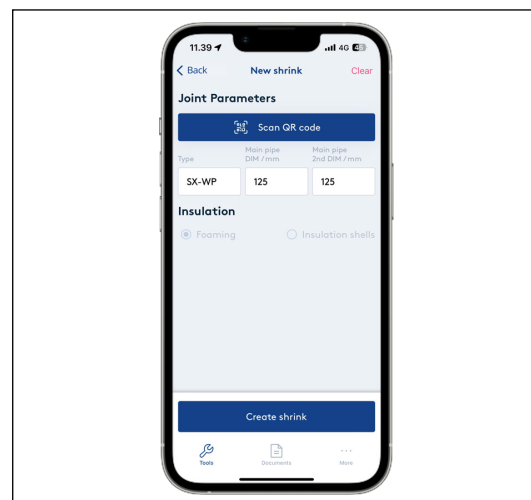 11.39 4G
Back New shrink Clear
Joint Parameters
Scan QR code
Type Main pipe DIM / mm Main pipe 2nd DIM / mm
SX-WP 125 125
Insulation
Foaming Insulation shells
Create shrink
Tools Documents More